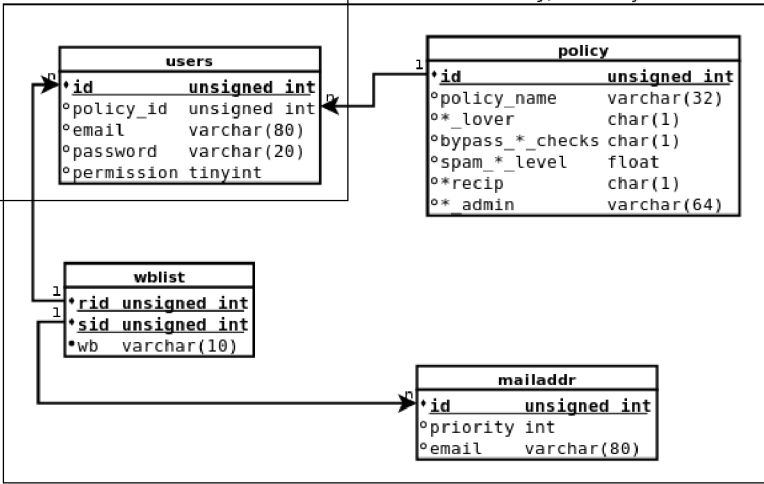 users
n
id unsigned int
policy_id unsigned int
email varchar(80)
password varchar(20)
permission tinyint
n
policy
1
id unsigned int
policy_name varchar(32)
*_lover char(1)
bypass_*_checks char(1)
spam_*_level float
*recip char(1)
*_admin varchar(64)
wblist
1
rid unsigned int
1
sid unsigned int
wb varchar(10)
mailaddr
n
id unsigned int
priority int
email varchar(80)